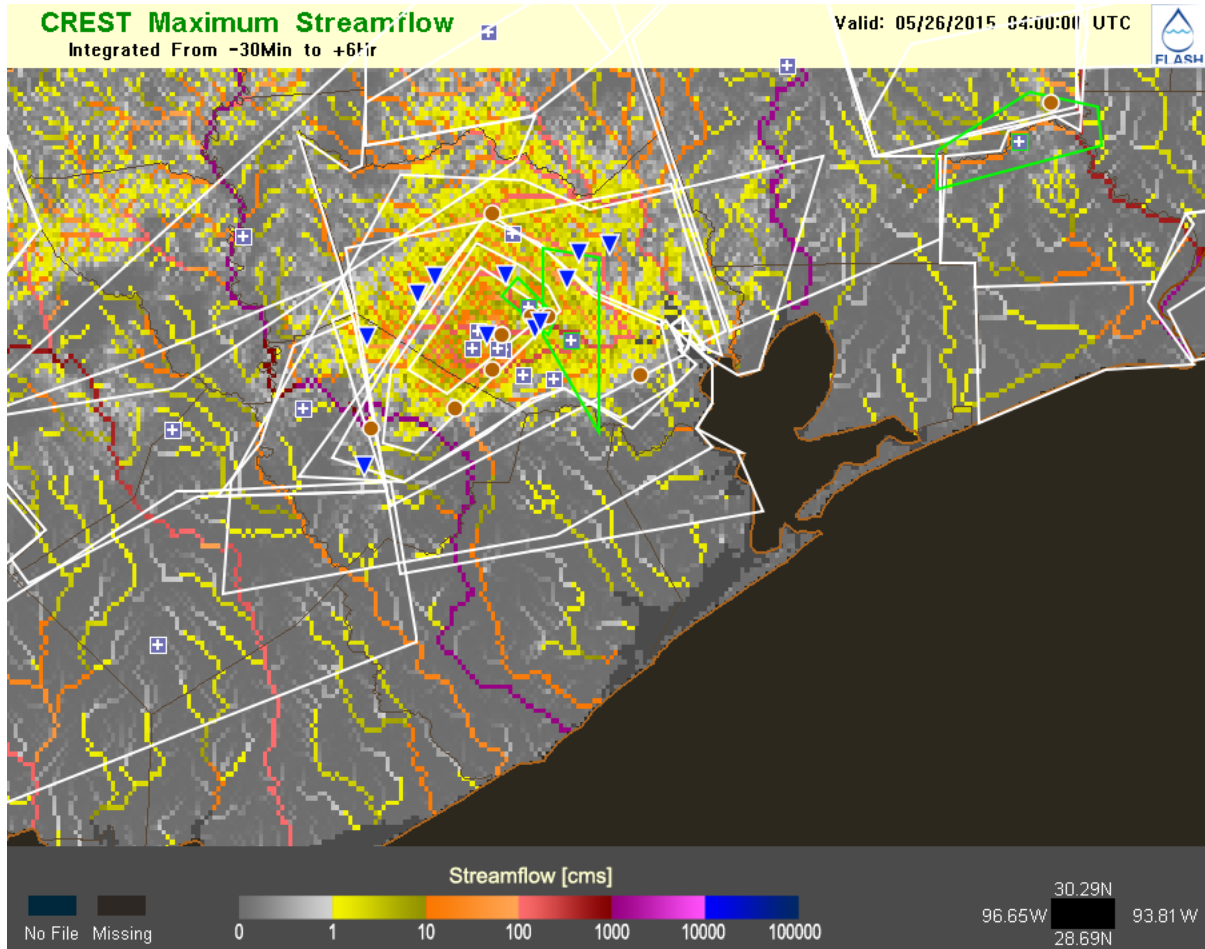 CREST Maximum Streamflow
Integrated From -30Min to +6Hr
Valid: 05/26/2015 04:00:00 UTC
FLASH
Streamflow [cms]
No File
Missing
0 1 10 100 1000 10000 100000
30.29N
96.65W 93.81W
28.69N